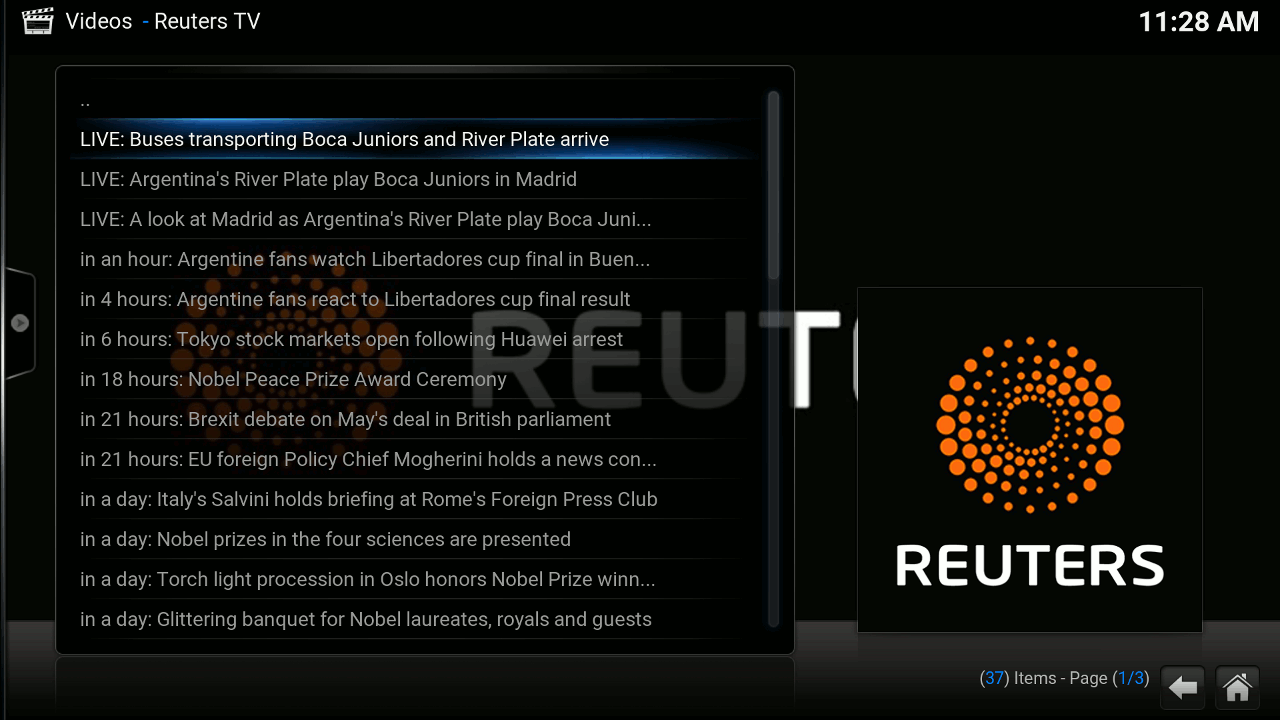 Videos - Reuters TV
11:28 AM
..
LIVE: Buses transporting Boca Juniors and River Plate arrive
LIVE: Argentina's River Plate play Boca Juniors in Madrid
LIVE: A look at Madrid as Argentina's River Plate play Boca Juni...
in an hour: Argentine fans watch Libertadores cup final in Buen...
in 4 hours: Argentine fans react to Libertadores cup final result
in 6 hours: Tokyo stock markets open following Huawei arrest
in 18 hours: Nobel Peace Prize Award Ceremony
in 21 hours: Brexit debate on May's deal in British parliament
in 21 hours: EU foreign Policy Chief Mogherini holds a news con...
in a day: Italy's Salvini holds briefing at Rome's Foreign Press Club
in a day: Nobel prizes in the four sciences are presented
in a day: Torch light procession in Oslo honors Nobel Prize winn...
in a day: Glittering banquet for Nobel laureates, royals and guests
REUT
REUTERS
(37) Items - Page (1/3)